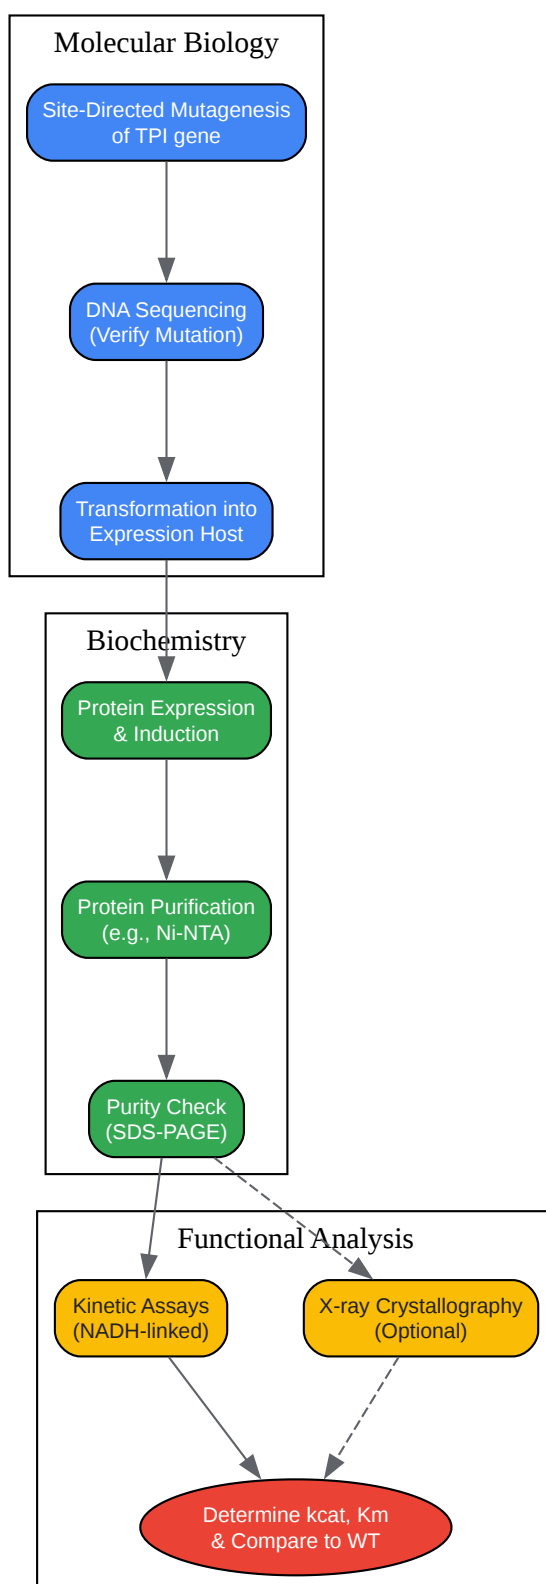 Molecular Biology
Site-Directed Mutagenesis
of TPI gene
DNA Sequencing
(Verify Mutation)
Transformation into
Expression Host
Biochemistry
Protein Expression
& Induction
Protein Purification
(e.g., Ni-NTA)
Purity Check
(SDS-PAGE)
Functional Analysis
Kinetic Assays
(NADH-linked)
X-ray Crystallography
(Optional)
Determine kcat, Km
& Compare to WT